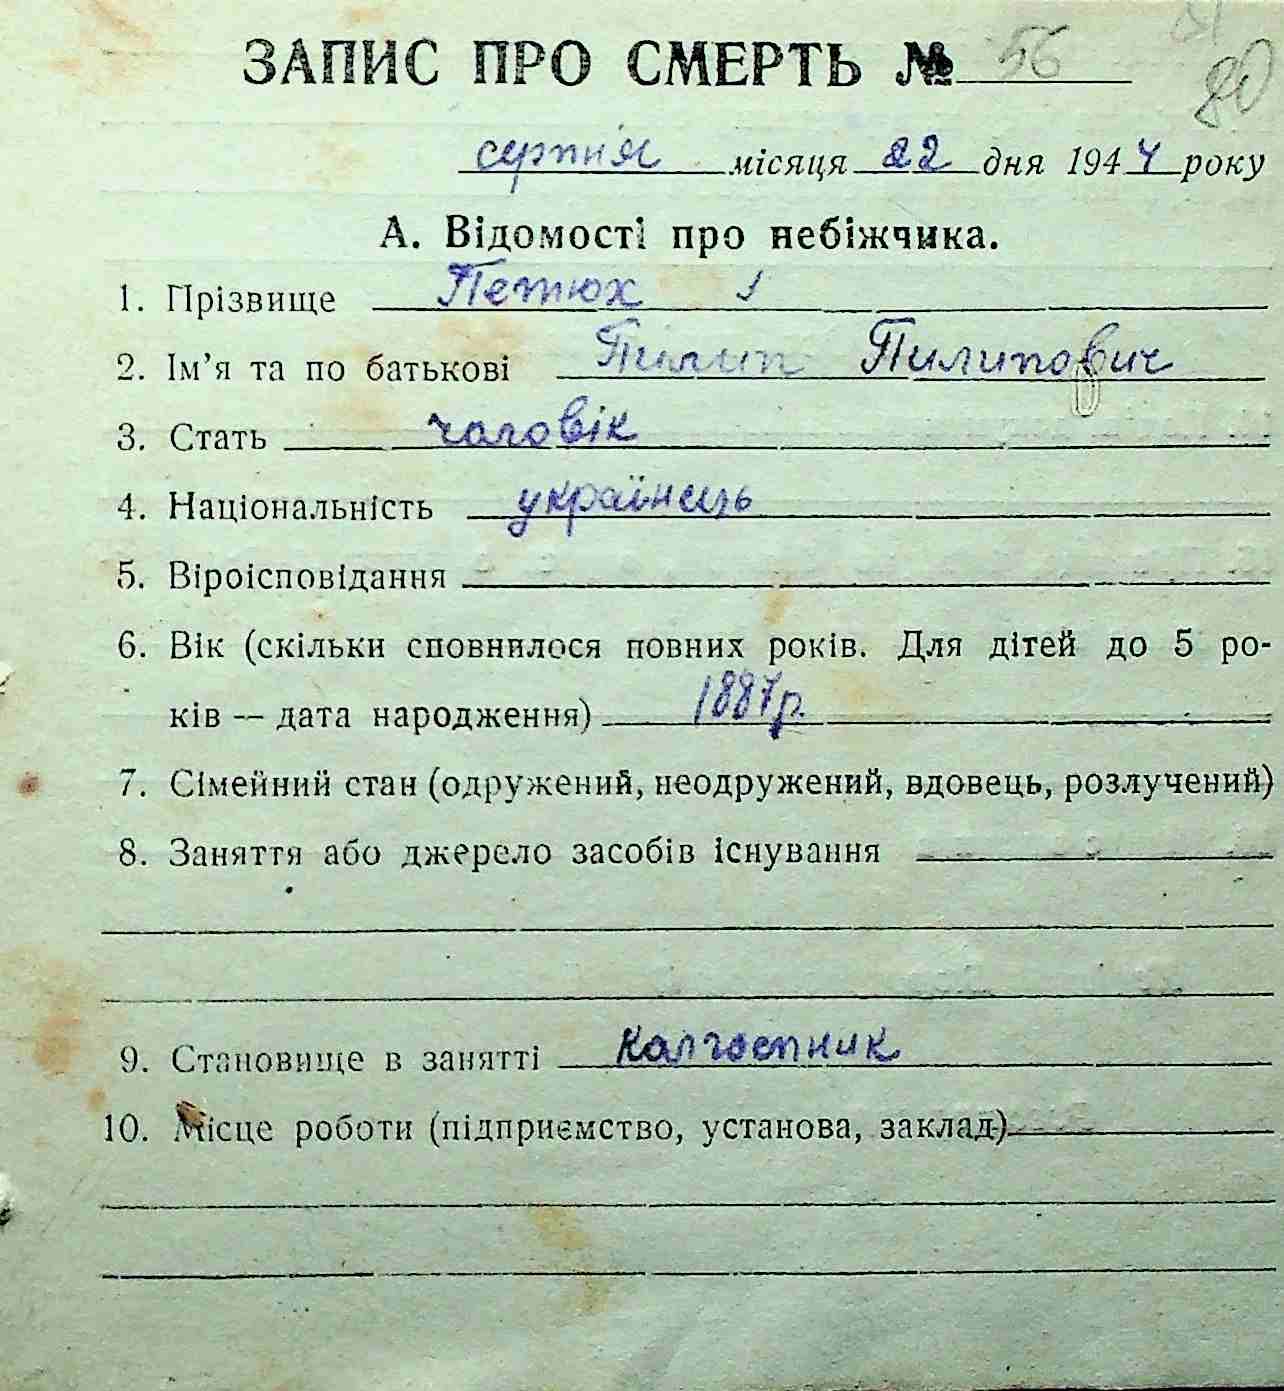 ЗАПИС ПРО СМЕРТЬ № 56
80
серпня місяця 22 дня 1944 року
А. Відомості про небіжчика.
1. Прізвище Петюх
2. Ім'я та по батькові Пилип Пилипович
3. Стать чоловік
4. Національність українець
5. Віроісповідання
6. Вік (скільки сповнилося повних років. Для дітей до 5 ро-
ків — дата народження) 1887р.
7. Сімейний стан (одружений, неодружений, вдовець, розлучений)
8. Заняття або джерело засобів існування
9. Становище в занятті Колгоспник
10. Місце роботи (підприємство, установа, заклад)